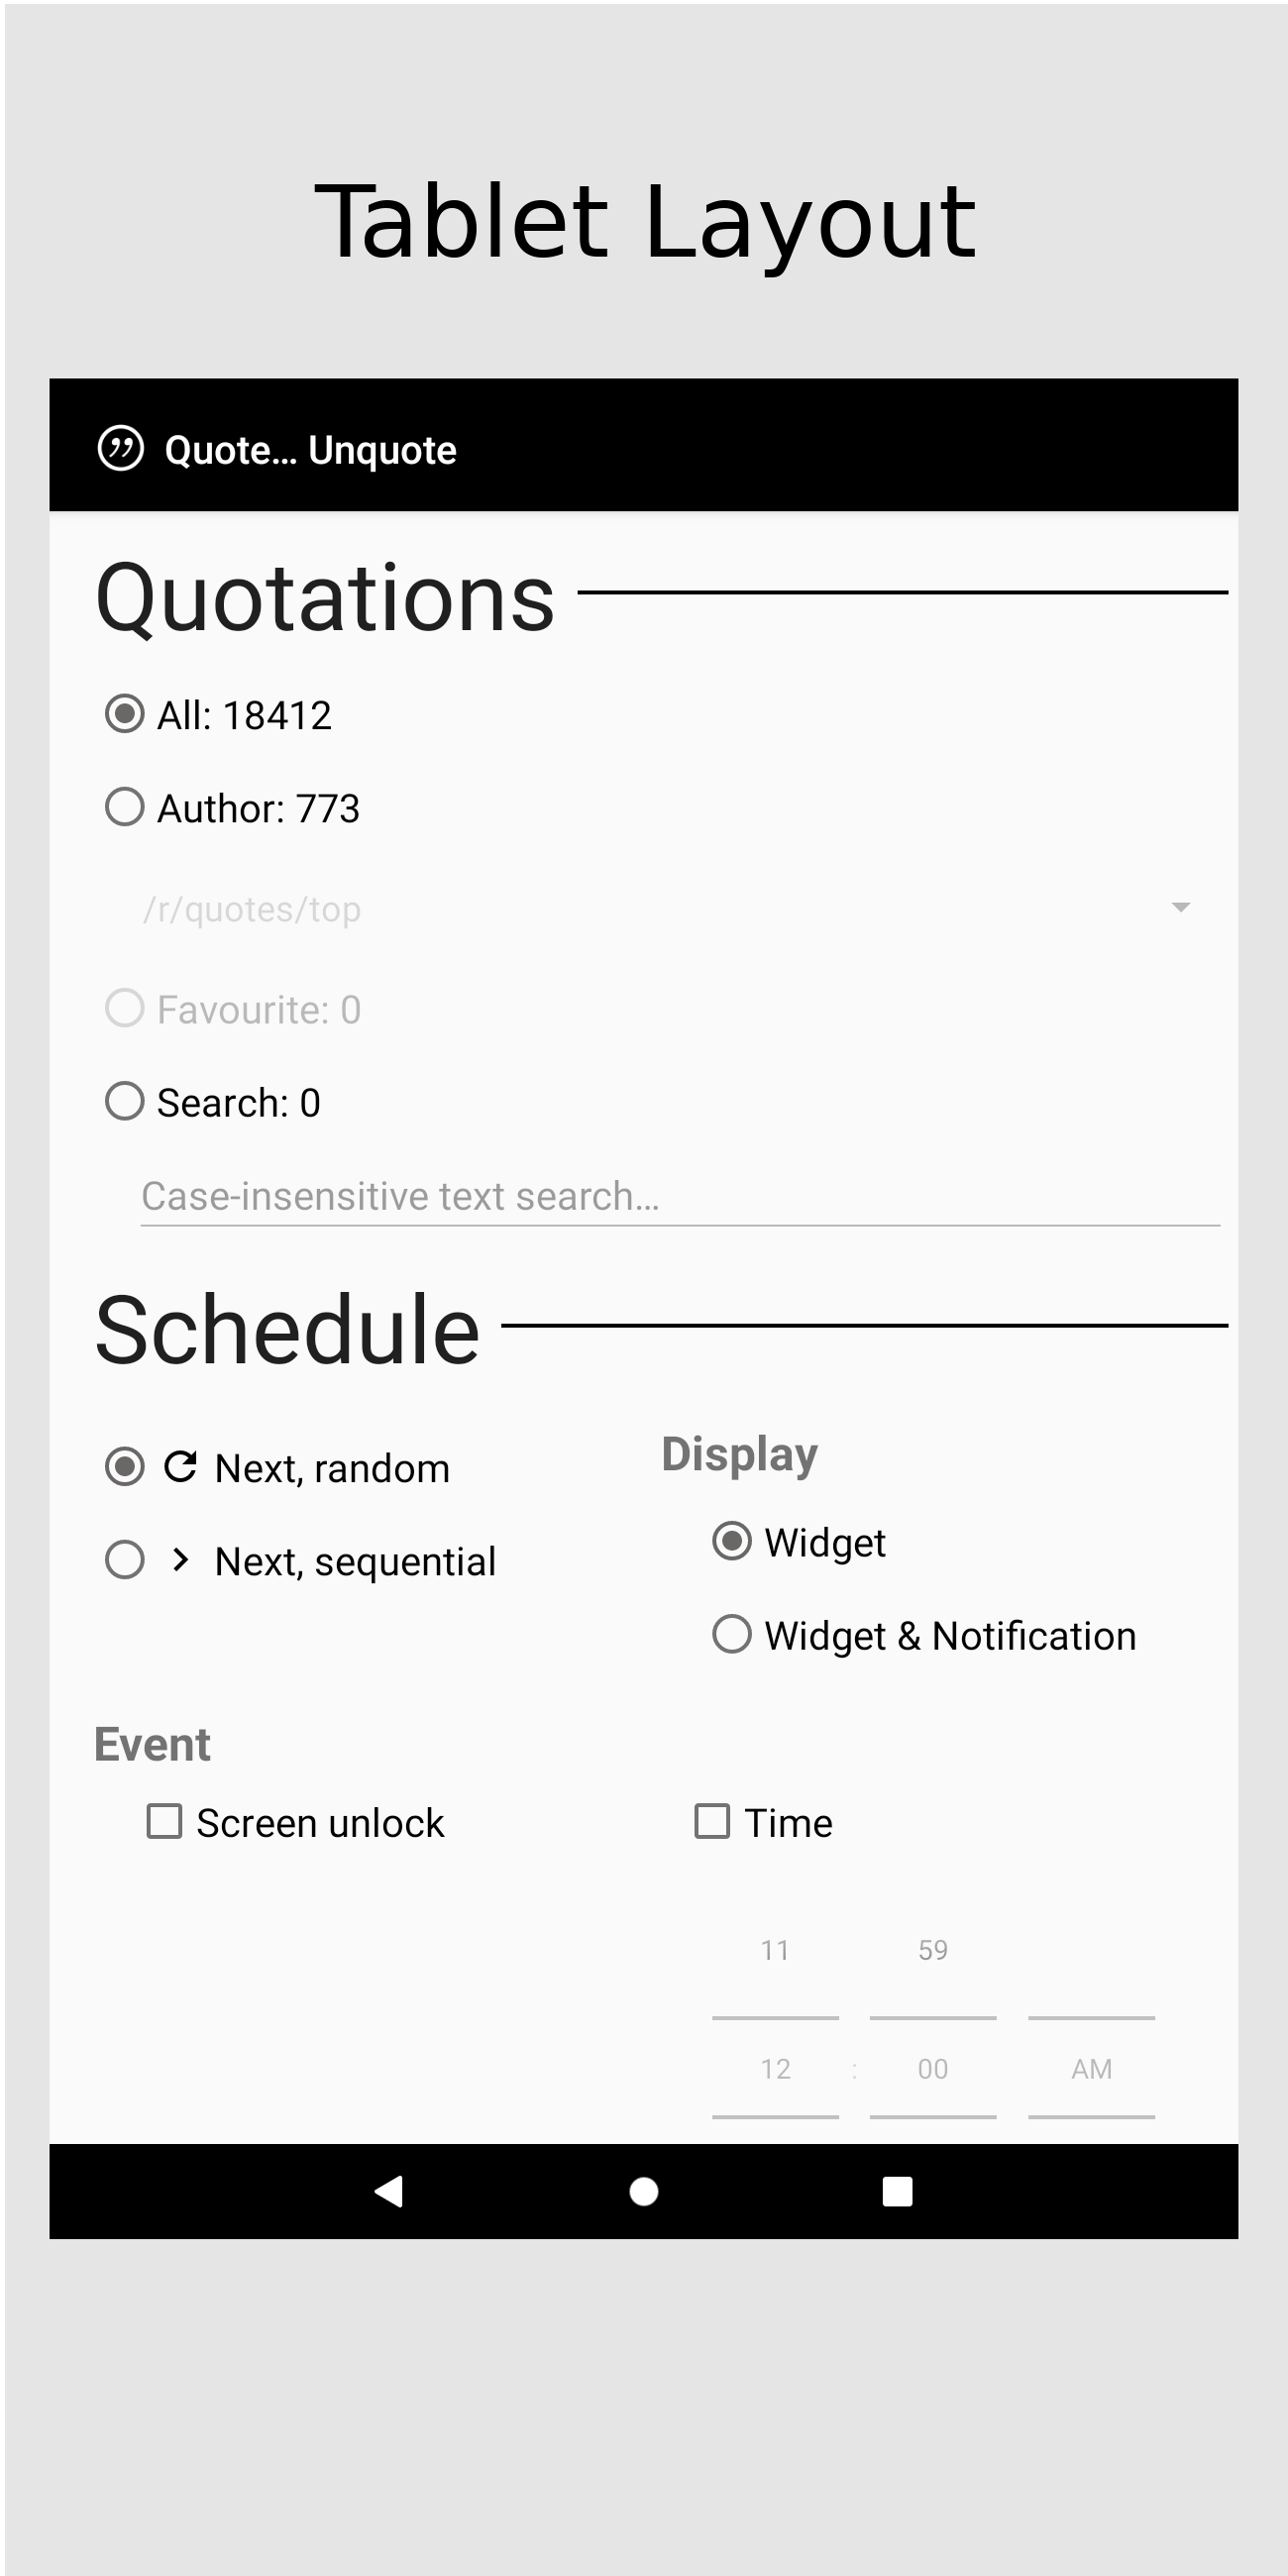 Tablet Layout
Quote... Unquote
Quotations
All: 18412
Author: 773
/r/quotes/top
Favourite: 0
Search: 0
Case-insensitive text search...
Schedule
Next, random
Next, sequential
Display
Widget
Widget & Notification
Event
Screen unlock
Time
11 59
12 : 00 AM